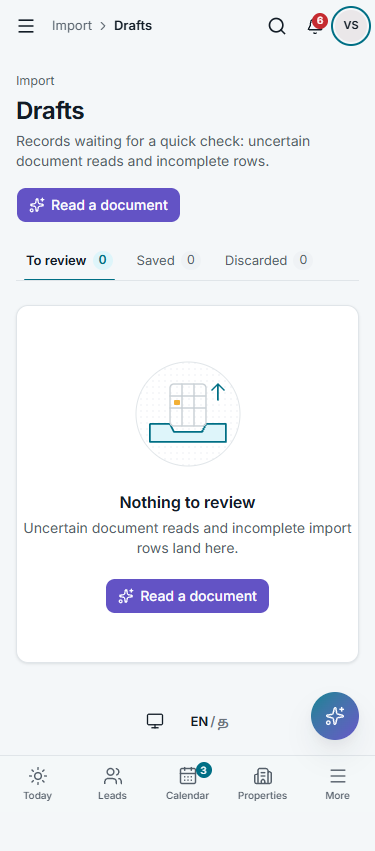 Import > Drafts
6
VS
Import
Drafts
Records waiting for a quick check: uncertain
document reads and incomplete rows.
Read a document
To review 0 Saved 0 Discarded 0
Nothing to review
Uncertain document reads and incomplete import
rows land here.
Read a document
EN / த
3
Today Leads Calendar Properties More